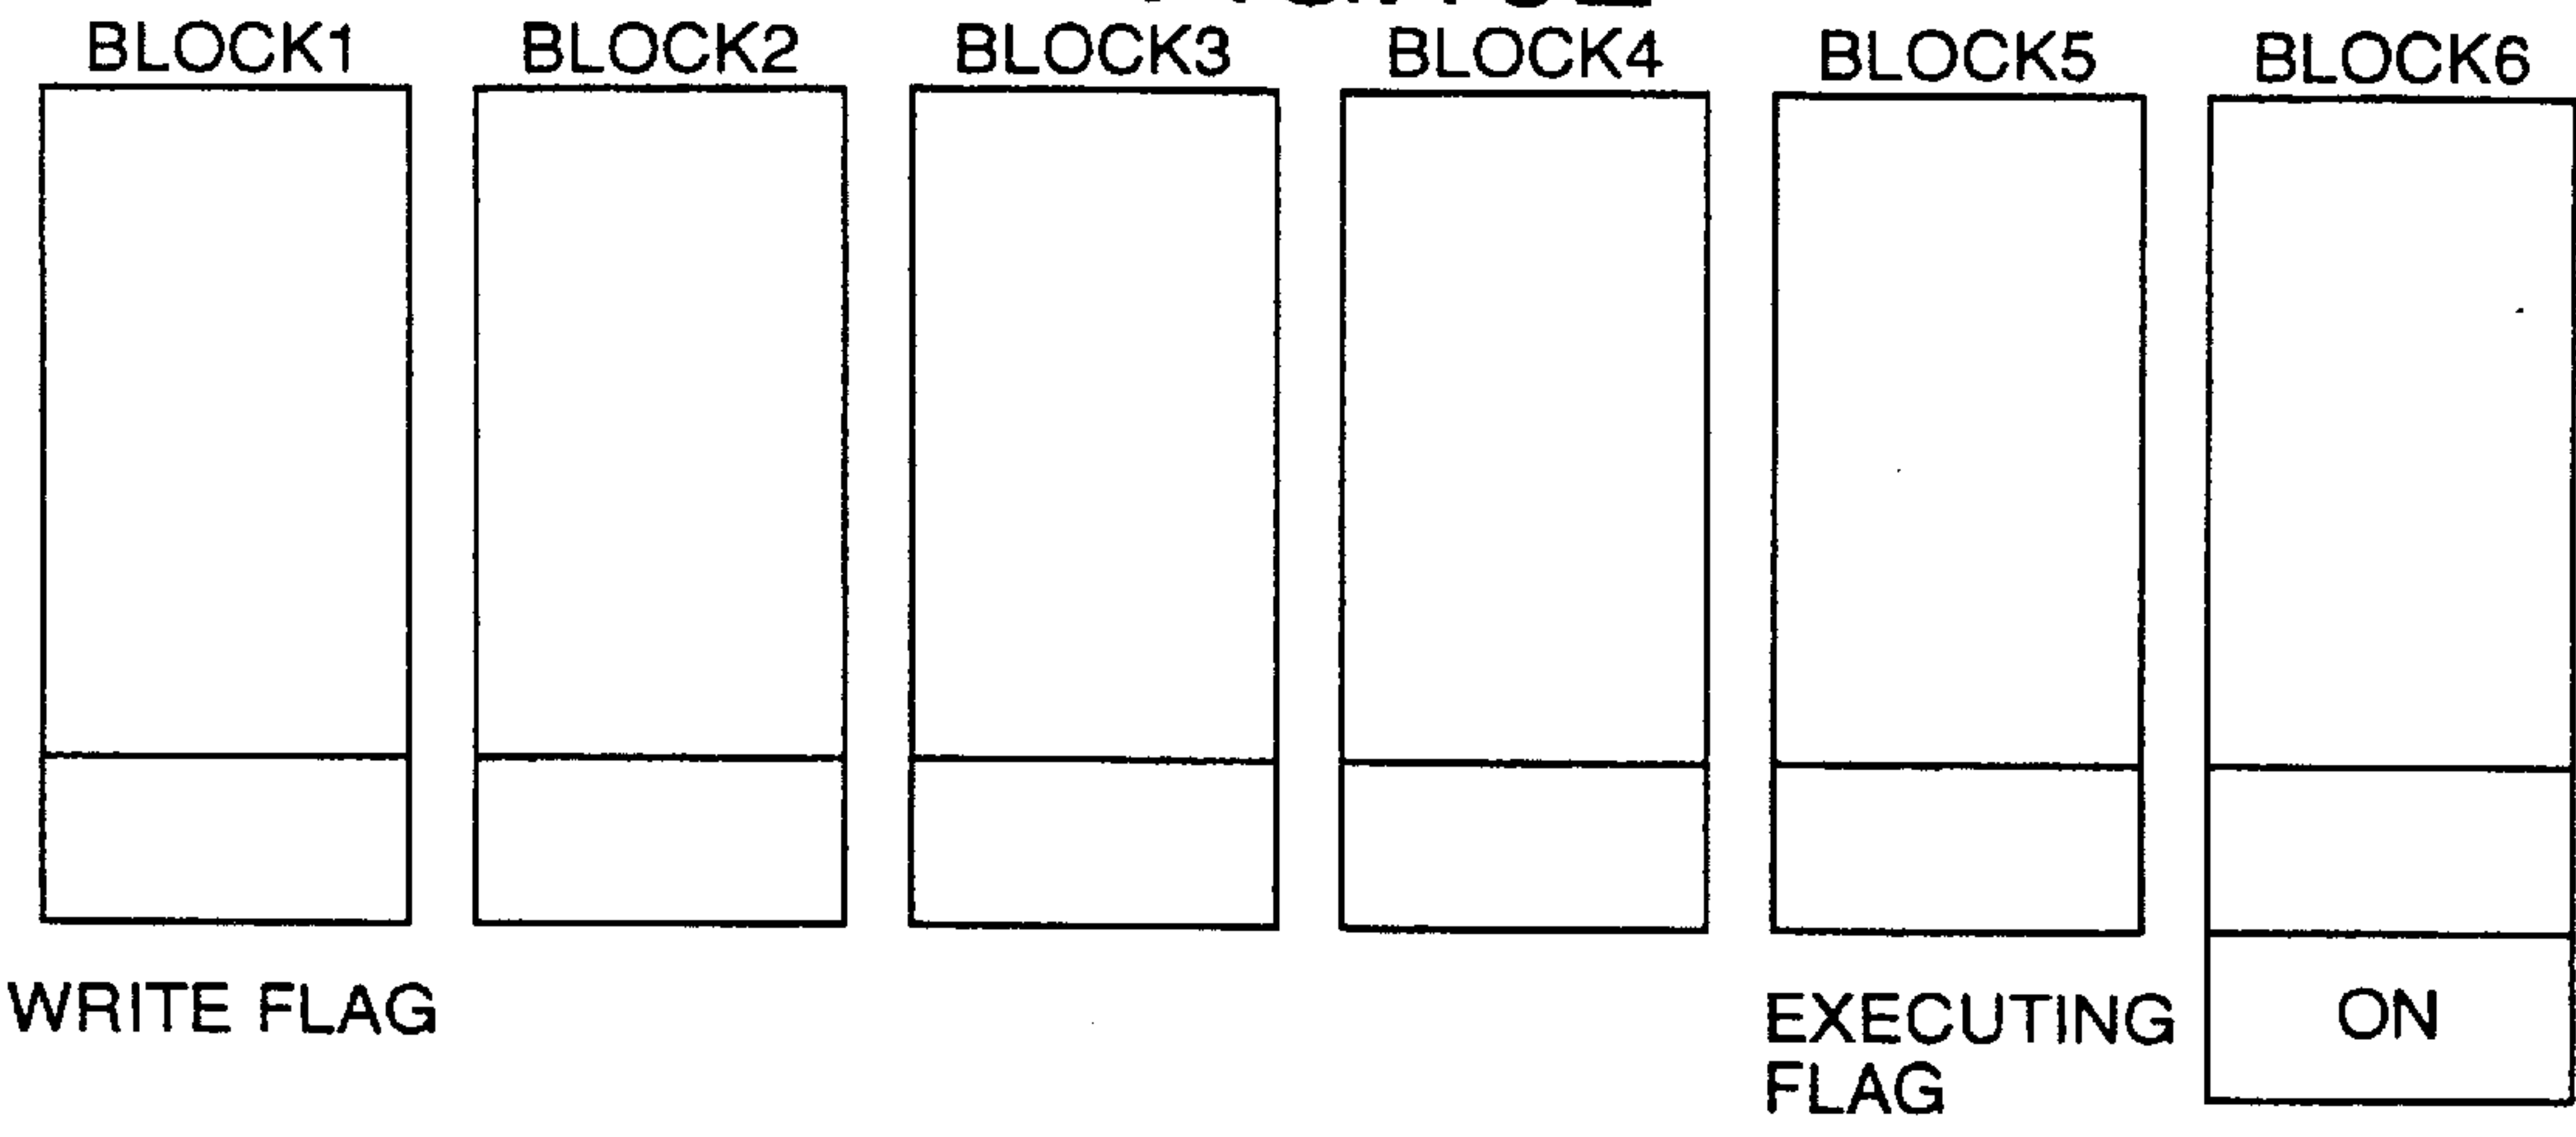 BLOCK1 BLOCK2 BLOCK3 BLOCK4 BLOCK5 BLOCK6
WRITE FLAG
EXECUTING
FLAG
ON